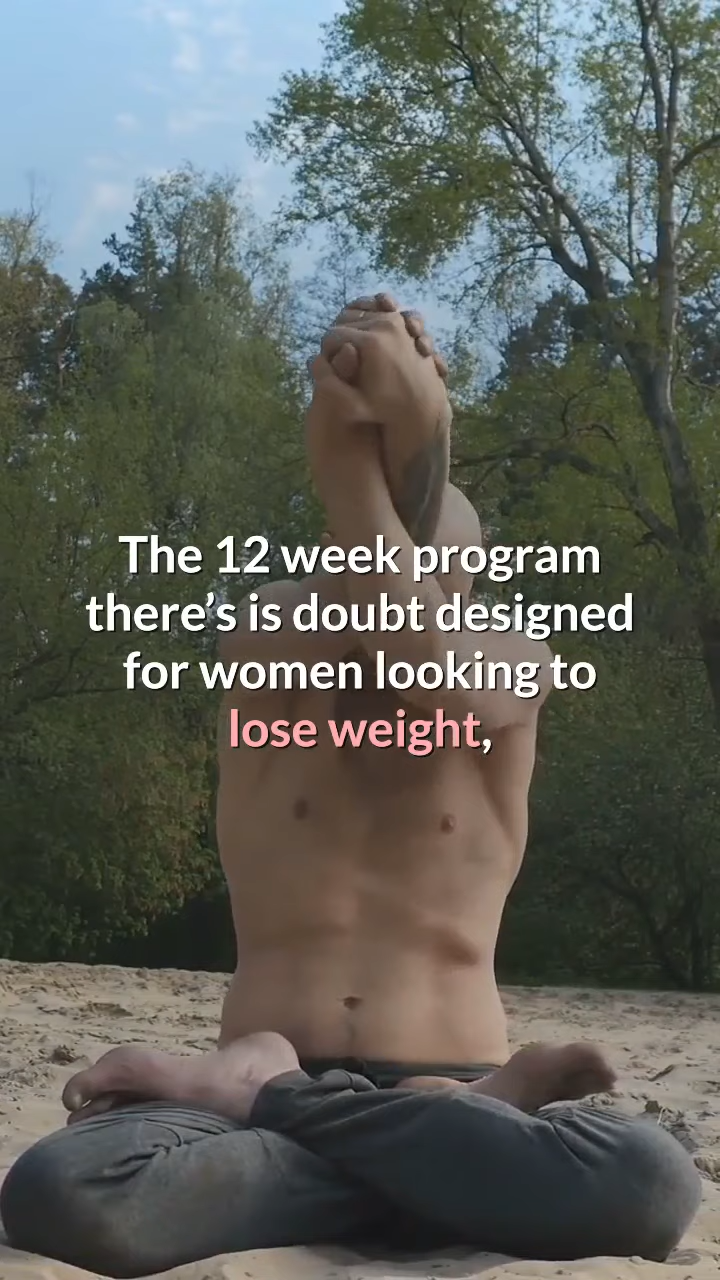 The 12 week program
there’s is doubt designed
for women looking to
lose weight,